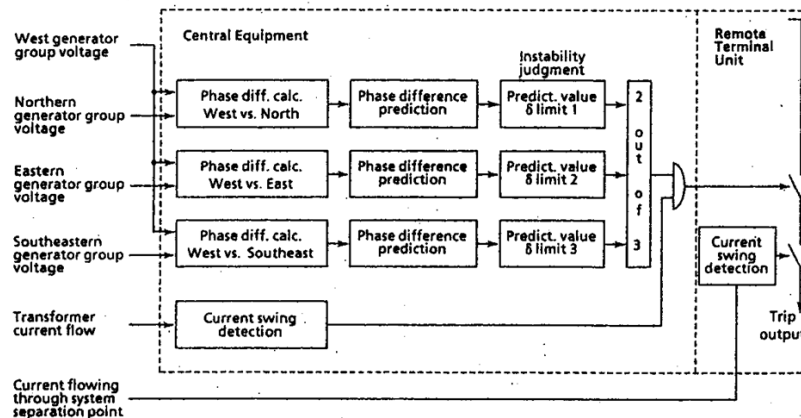 West generator
group voltage
Central Equipment
Remota
Terminal
Unit
Instability
judgment
Northern
generator group
voltage
Phase diff. calc.
West vs. North
Phase difference
prediction
Predict. value
δ limit 1
Eastern
generator group
voltage
Phase diff. calc.
West vs. East
Phase difference
prediction
Predict. value
δ limit 2
Southeastern
generator group
voltage
Phase diff. calc.
West vs. Southeast
Phase difference
prediction
Predict. value
δ limit 3
2
out
of
3
Current
swing
detection
Transformer
current flow
Current swing
detection
Trip
output
Current flowing
through system
separation point